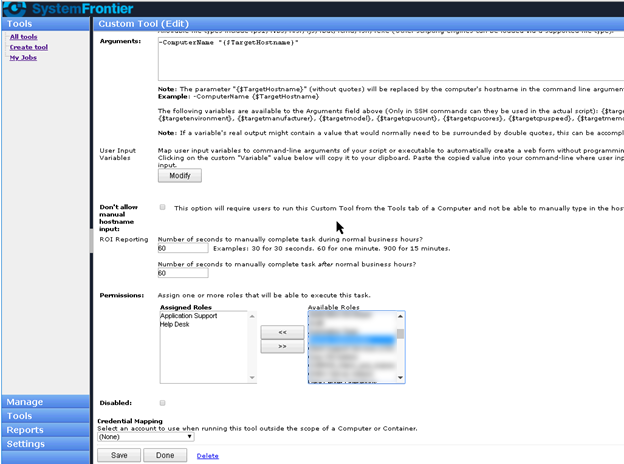 SystemFrontier
Tools
Custom Tool (Edit)
All tools
Create tool
My Jobs
Arguments:
-ComputerName "{$TargetHostname}"
Note: The parameter "{$TargetHostname}" (without quotes) will be replaced by the computer's hostname in the command line argumen
Example: -ComputerName {$TargetHostname}
The following variables are available to the Arguments field above (Only in SSM commands can they be used in the actual script): {$targe
{$targetenvironment}, {$targetmanufacturer}, {$targetmodel}, {$targetcpucount}, {$targetcpucores}, {$targetcpuspeed}, {$targetmemo
Note: If a variable's real output might contain a value that would normally need to be surrounded by double quotes, this can be accomp
User Input
Variables
Map user input variables to command-line arguments of your script or executable to automatically create a web form without programmin
Clicking on the custom "Variable" value below will copy it to your clipboard. Paste the copied value into your command-line where user inp
input.
Modify
Don't allow
manual
hostname
input:
This option will require users to run this Custom Tool from the Tools tab of a Computer and not be able to manually type in the hos
ROI Reporting
Number of seconds to manually complete task during normal business hours?
60
Examples: 30 for 30 seconds. 60 for one minute. 900 for 15 minutes.
Number of seconds to manually complete task after normal business hours?
60
Permissions:
Assign one or more roles that will be able to execute this task.
Assigned Roles
Available Roles
Application Support
Help Desk
<<
>>
Disabled:
Credential Mapping
Select an account to use when running this tool outside the scope of a Computer or Container.
(None)
Save
Done
Delete
Manage
Tools
Reports
Settings